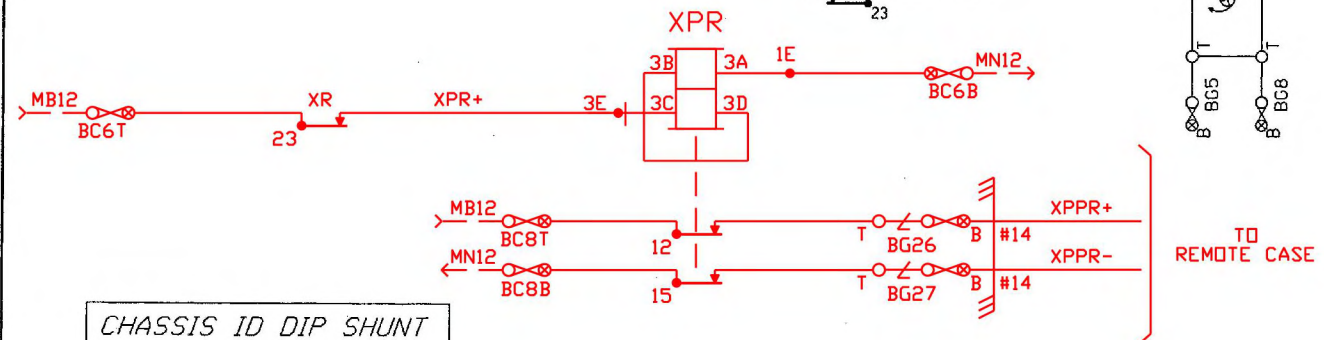 23
XPR
3B
3A
1E
MN12
BC6B
MB12
BC6T
XR
23
XPR+
3E
3C
3D
T
T
BG5
BG8
B
B
MB12
BC8T
12
T
BG26
B
#14
XPPR+
MN12
BC8B
15
T
BG27
B
#14
XPPR-
TO
REMOTE CASE
CHASSIS ID DIP SHUNT